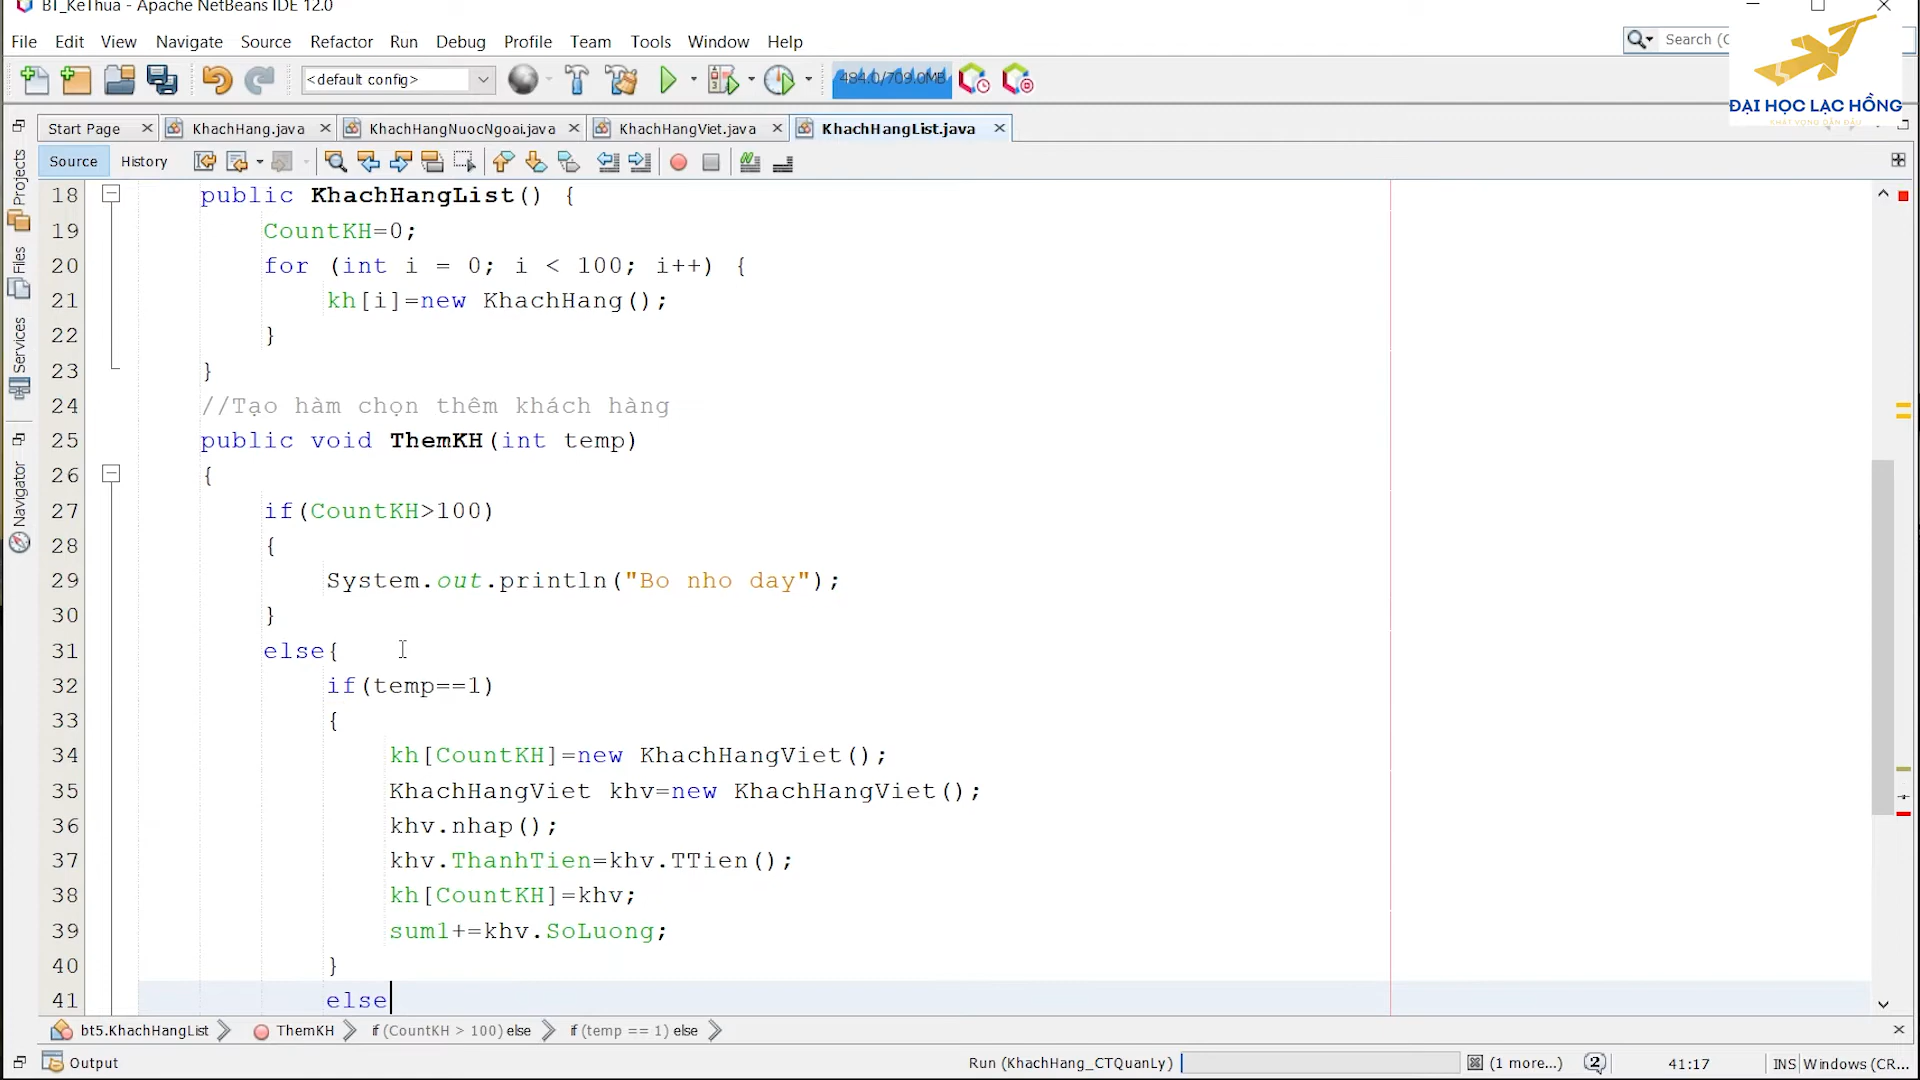 BT_KeThua - Apache NetBeans IDE 12.0
File Edit View Navigate Source Refactor Run Debug Profile Team Tools Window Help
Search (C
<default config>
484.0/709.0MB
ĐẠI HỌC LẠC HỒNG
KHÁT VỌNG DẪN ĐẦU
Start Page KhachHang.java KhachHangNuocNgoai.java KhachHangViet.java KhachHangList.java
Source History
Projects
Files
Services
Navigator
18 public KhachHangList() {
19 CountKH=0;
20 for (int i = 0; i < 100; i++) {
21 kh[i]=new KhachHang();
22 }
23 }
24 //Tạo hàm chọn thêm khách hàng
25 public void ThemKH(int temp)
26 {
27 if(CountKH>100)
28 {
29 System.out.println("Bo nho day");
30 }
31 else{
32 if(temp==1)
33 {
34 kh[CountKH]=new KhachHangViet();
35 KhachHangViet khv=new KhachHangViet();
36 khv.nhap();
37 khv.ThanhTien=khv.TTien();
38 kh[CountKH]=khv;
39 sum1+=khv.SoLuong;
40 }
41 else
bt5.KhachHangList ThemKH if (CountKH > 100) else if (temp == 1) else
Output Run (KhachHang_CTQuanLy) (1 more...) 2 41:17 INS Windows (CR...